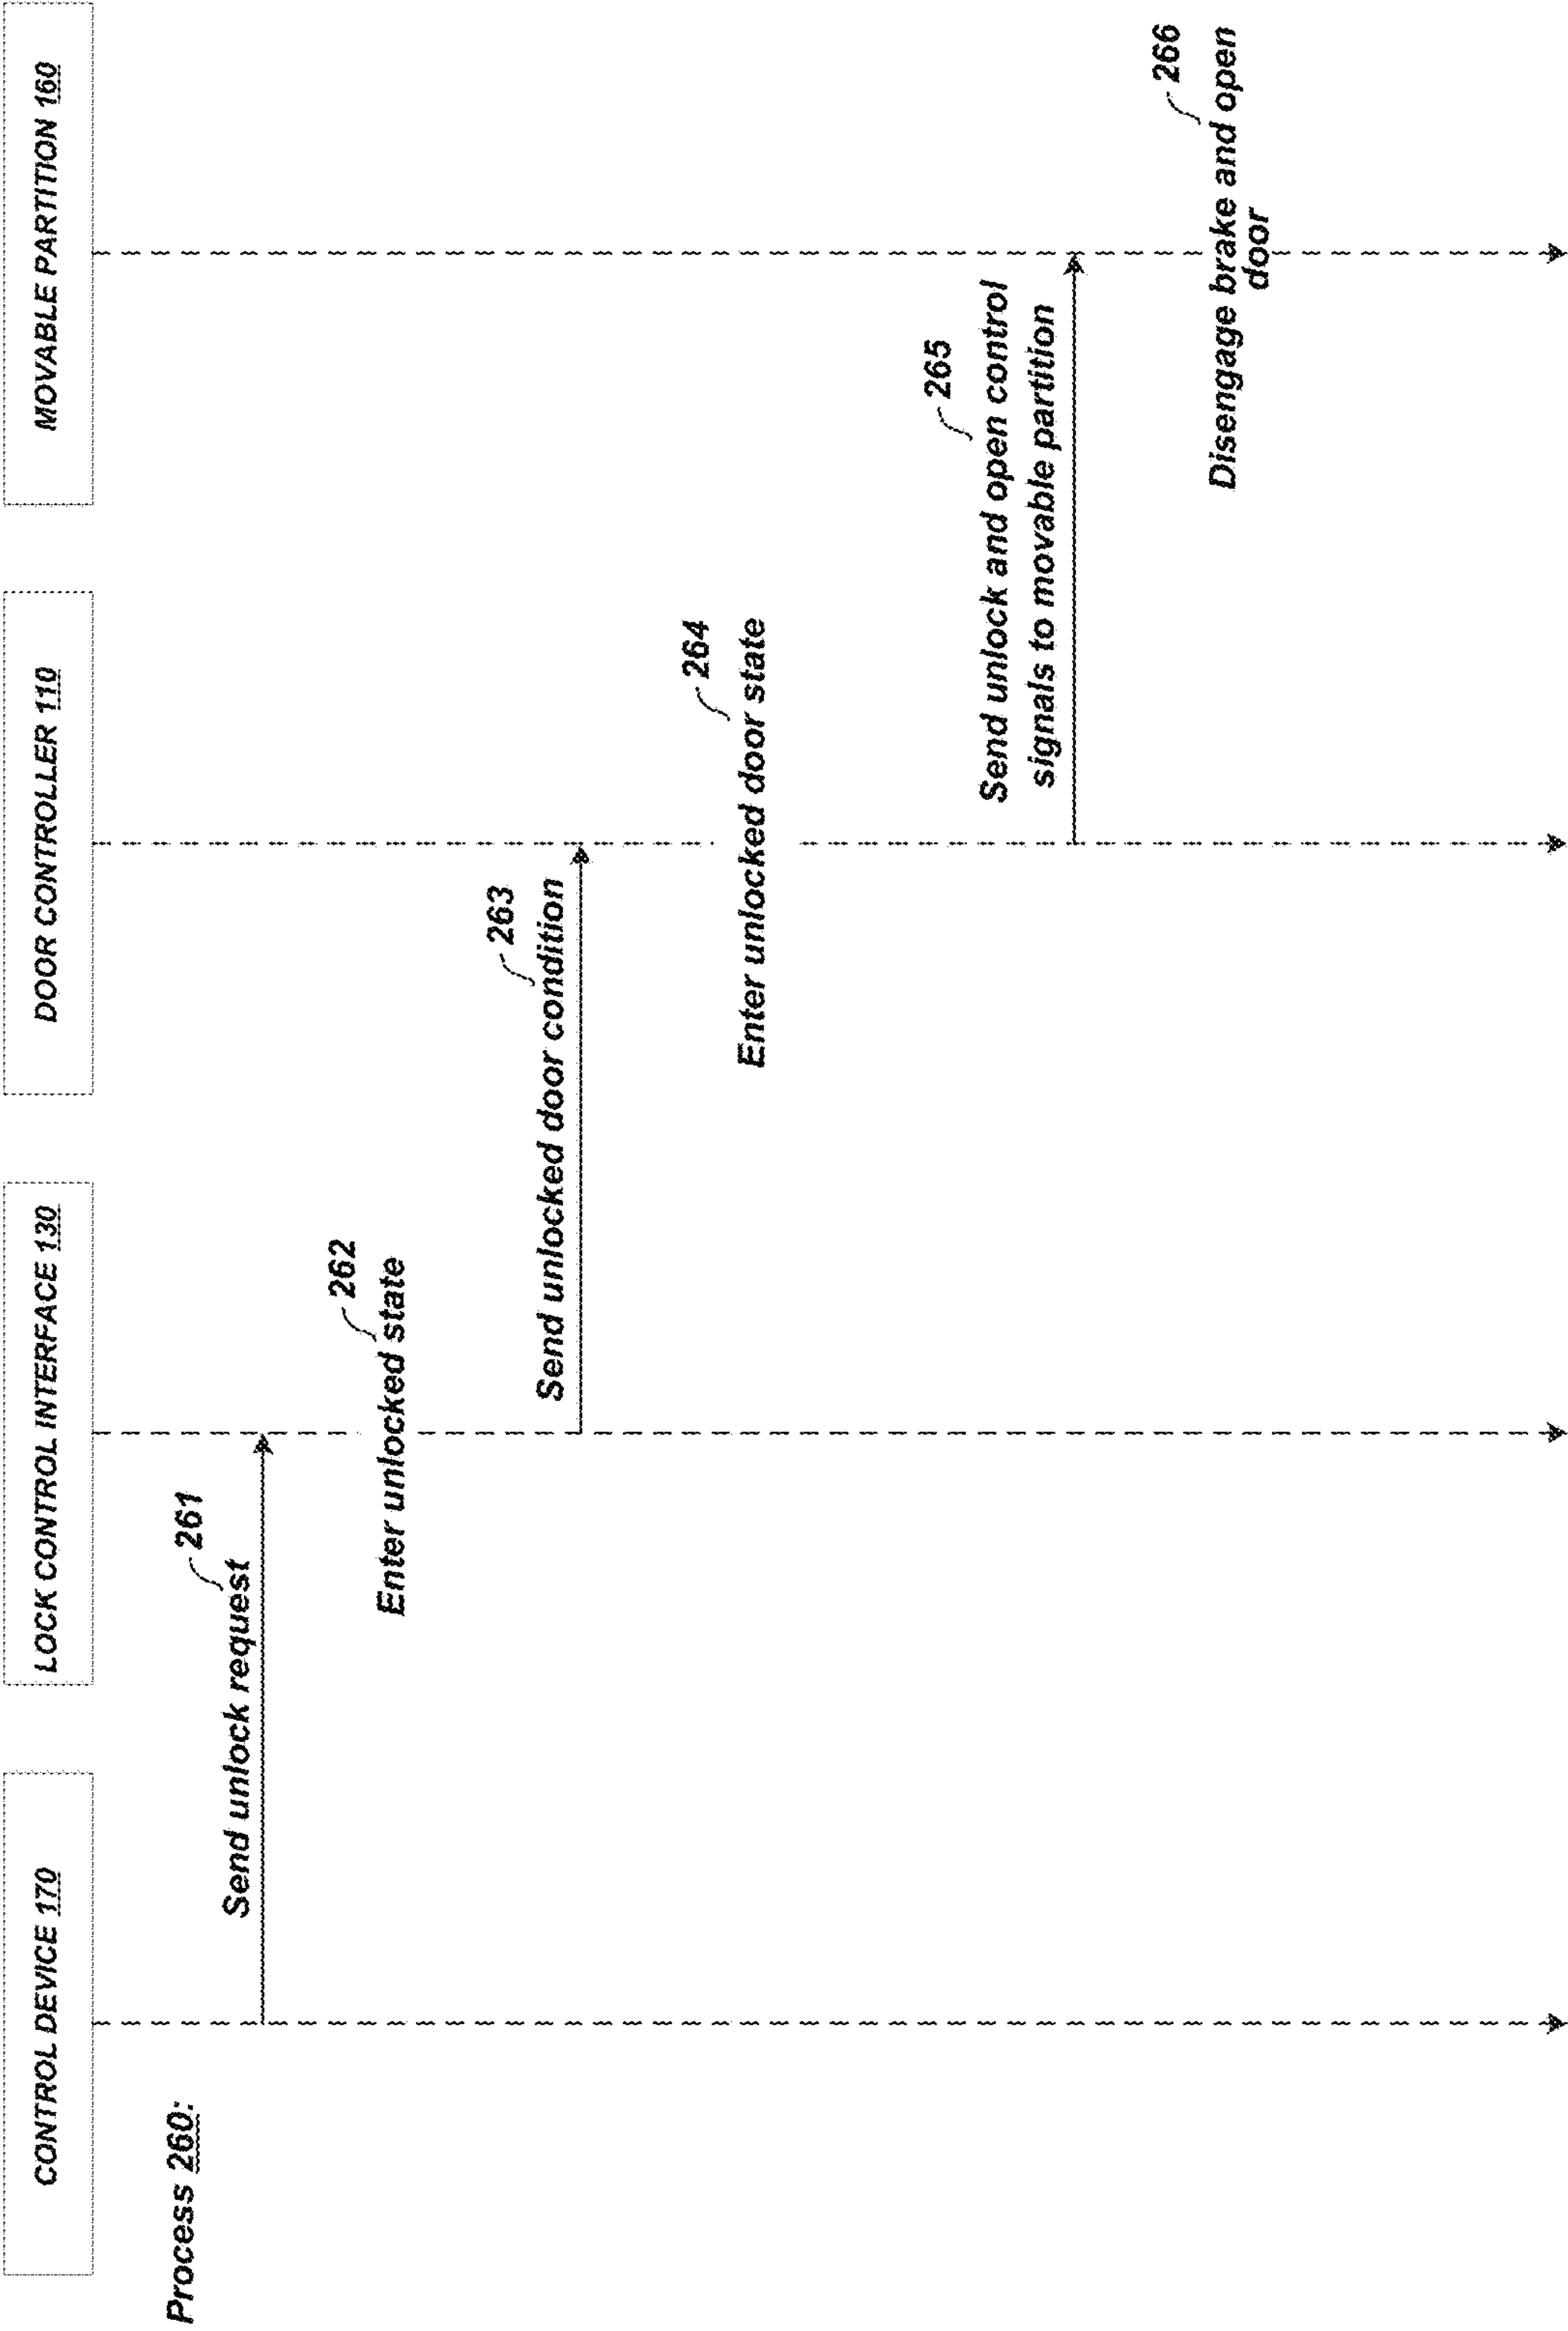 CONTROL DEVICE 170
LOCK CONTROL INTERFACE 130
DOOR CONTROLLER 110
MOVABLE PARTITION 160
Process 260:
261
Send unlock request
262
Enter unlocked state
263
Send unlocked door condition
264
Enter unlocked door state
265
Send unlock and open control
signals to movable partition
266
Disengage brake and open
door